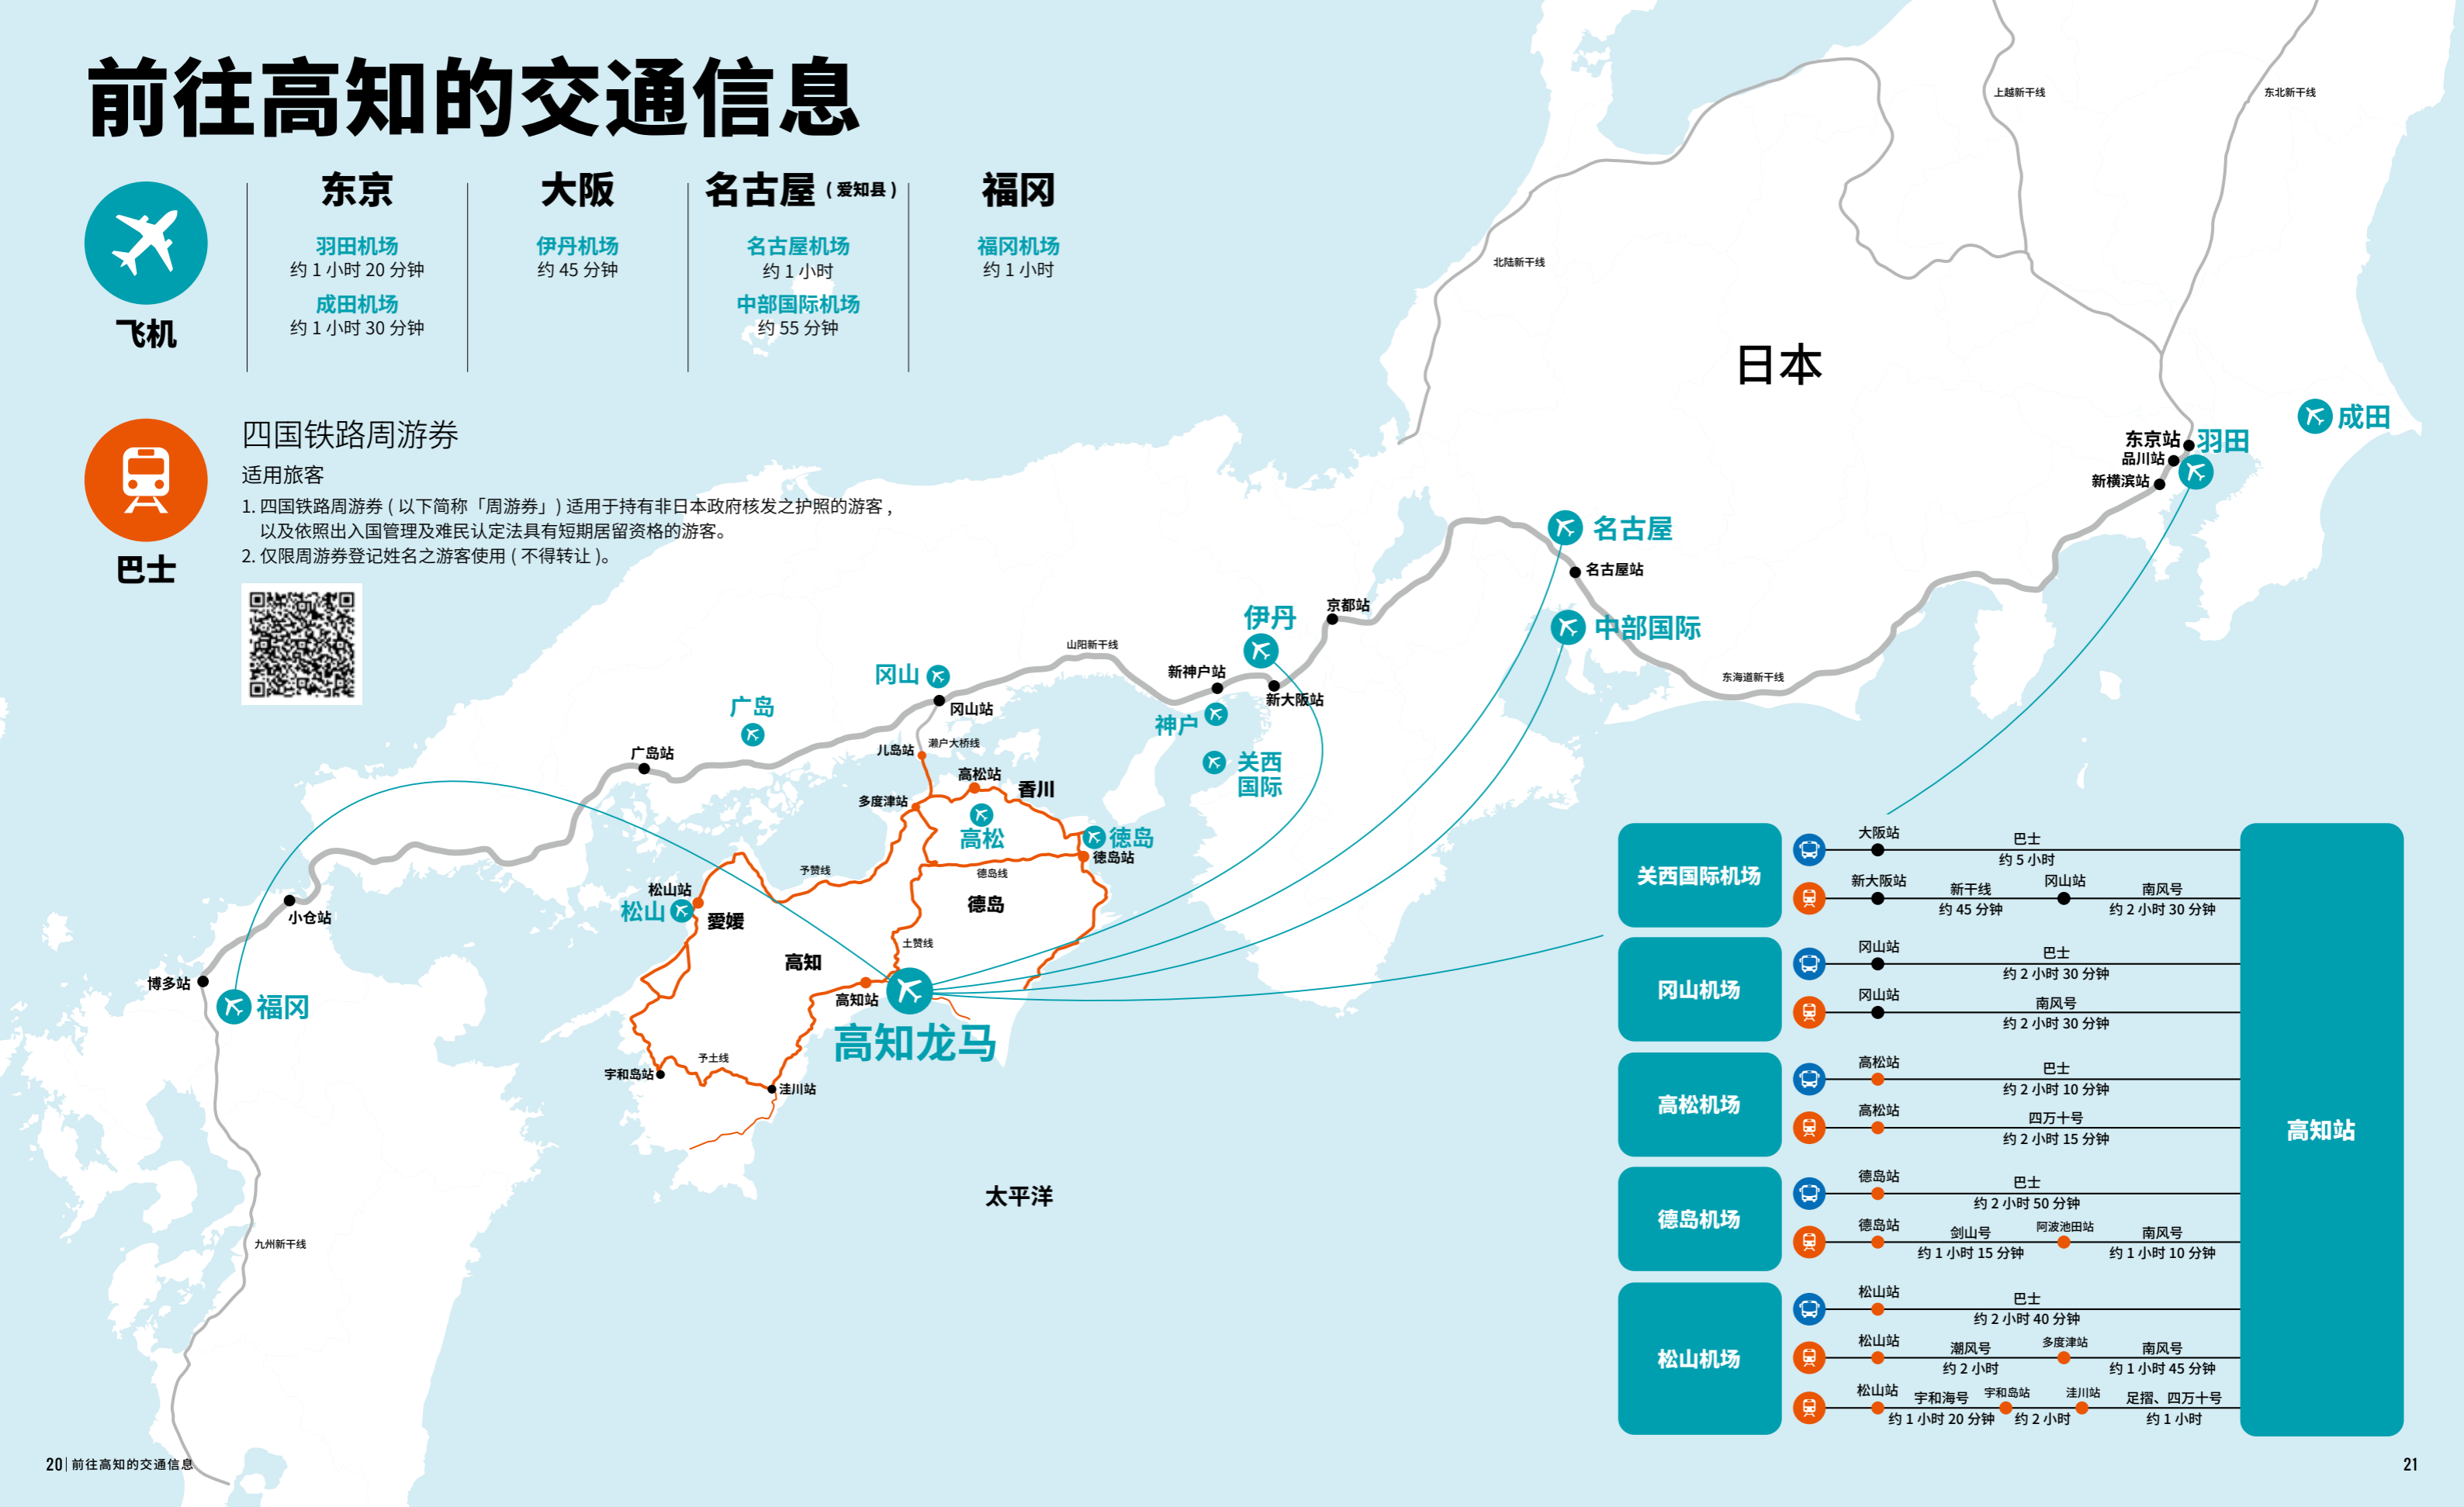 前往高知的交通信息
飞机
东京
羽田机场
约 1 小时 20 分钟
成田机场
约 1 小时 30 分钟
大阪
伊丹机场
约 45 分钟
名古屋 ( 爱知县 )
名古屋机场
约 1 小时
中部国际机场
约 55 分钟
福冈
福冈机场
约 1 小时
巴士
四国铁路周游券
适用旅客
1. 四国铁路周游券 ( 以下简称「周游券」) 适用于持有非日本政府核发之护照的游客 ,
以及依照出入国管理及难民认定法具有短期居留资格的游客。
2. 仅限周游券登记姓名之游客使用 ( 不得转让 )。
上越新干线
东北新干线
北陆新干线
日本
成田
东京站
羽田
品川站
新横滨站
名古屋
名古屋站
中部国际
东海道新干线
京都站
伊丹
新大阪站
新神户站
神户
关西
国际
山阳新干线
冈山
冈山站
广岛
广岛站
儿岛站
濑户大桥线
高松站
香川
多度津站
高松
德岛
德岛站
予赞线
德岛线
德岛
松山站
松山
愛媛
土赞线
高知
高知站
高知龙马
予土线
宇和岛站
洼川站
小仓站
博多站
福冈
九州新干线
太平洋
关西国际机场
大阪站
巴士
约 5 小时
新大阪站
新干线
约 45 分钟
冈山站
南风号
约 2 小时 30 分钟
冈山机场
冈山站
巴士
约 2 小时 30 分钟
冈山站
南风号
约 2 小时 30 分钟
高松机场
高松站
巴士
约 2 小时 10 分钟
高松站
四万十号
约 2 小时 15 分钟
德岛机场
德岛站
巴士
约 2 小时 50 分钟
德岛站
剑山号
约 1 小时 15 分钟
阿波池田站
南风号
约 1 小时 10 分钟
松山机场
松山站
巴士
约 2 小时 40 分钟
松山站
潮风号
约 2 小时
多度津站
南风号
约 1 小时 45 分钟
松山站
宇和海号
约 1 小时 20 分钟
宇和岛站
约 2 小时
洼川站
足摺、四万十号
约 1 小时
高知站
20 | 前往高知的交通信息
21